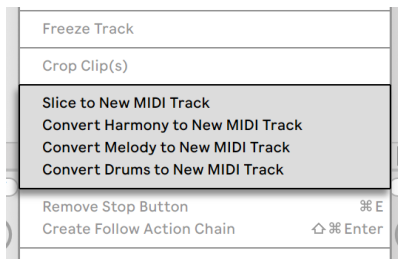 Freeze Track
Crop Clip(s)
Slice to New MIDI Track
Convert Harmony to New MIDI Track
Convert Melody to New MIDI Track
Convert Drums to New MIDI Track
Remove Stop Button ⌘ E
Create Follow Action Chain ⇧ ⌘ Enter